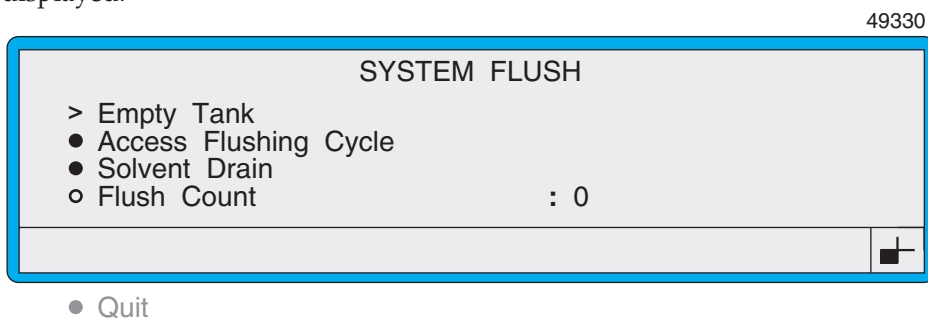 displayed.
49330
SYSTEM FLUSH
> Empty Tank
● Access Flushing Cycle
● Solvent Drain
○ Flush Count : 0
● Quit